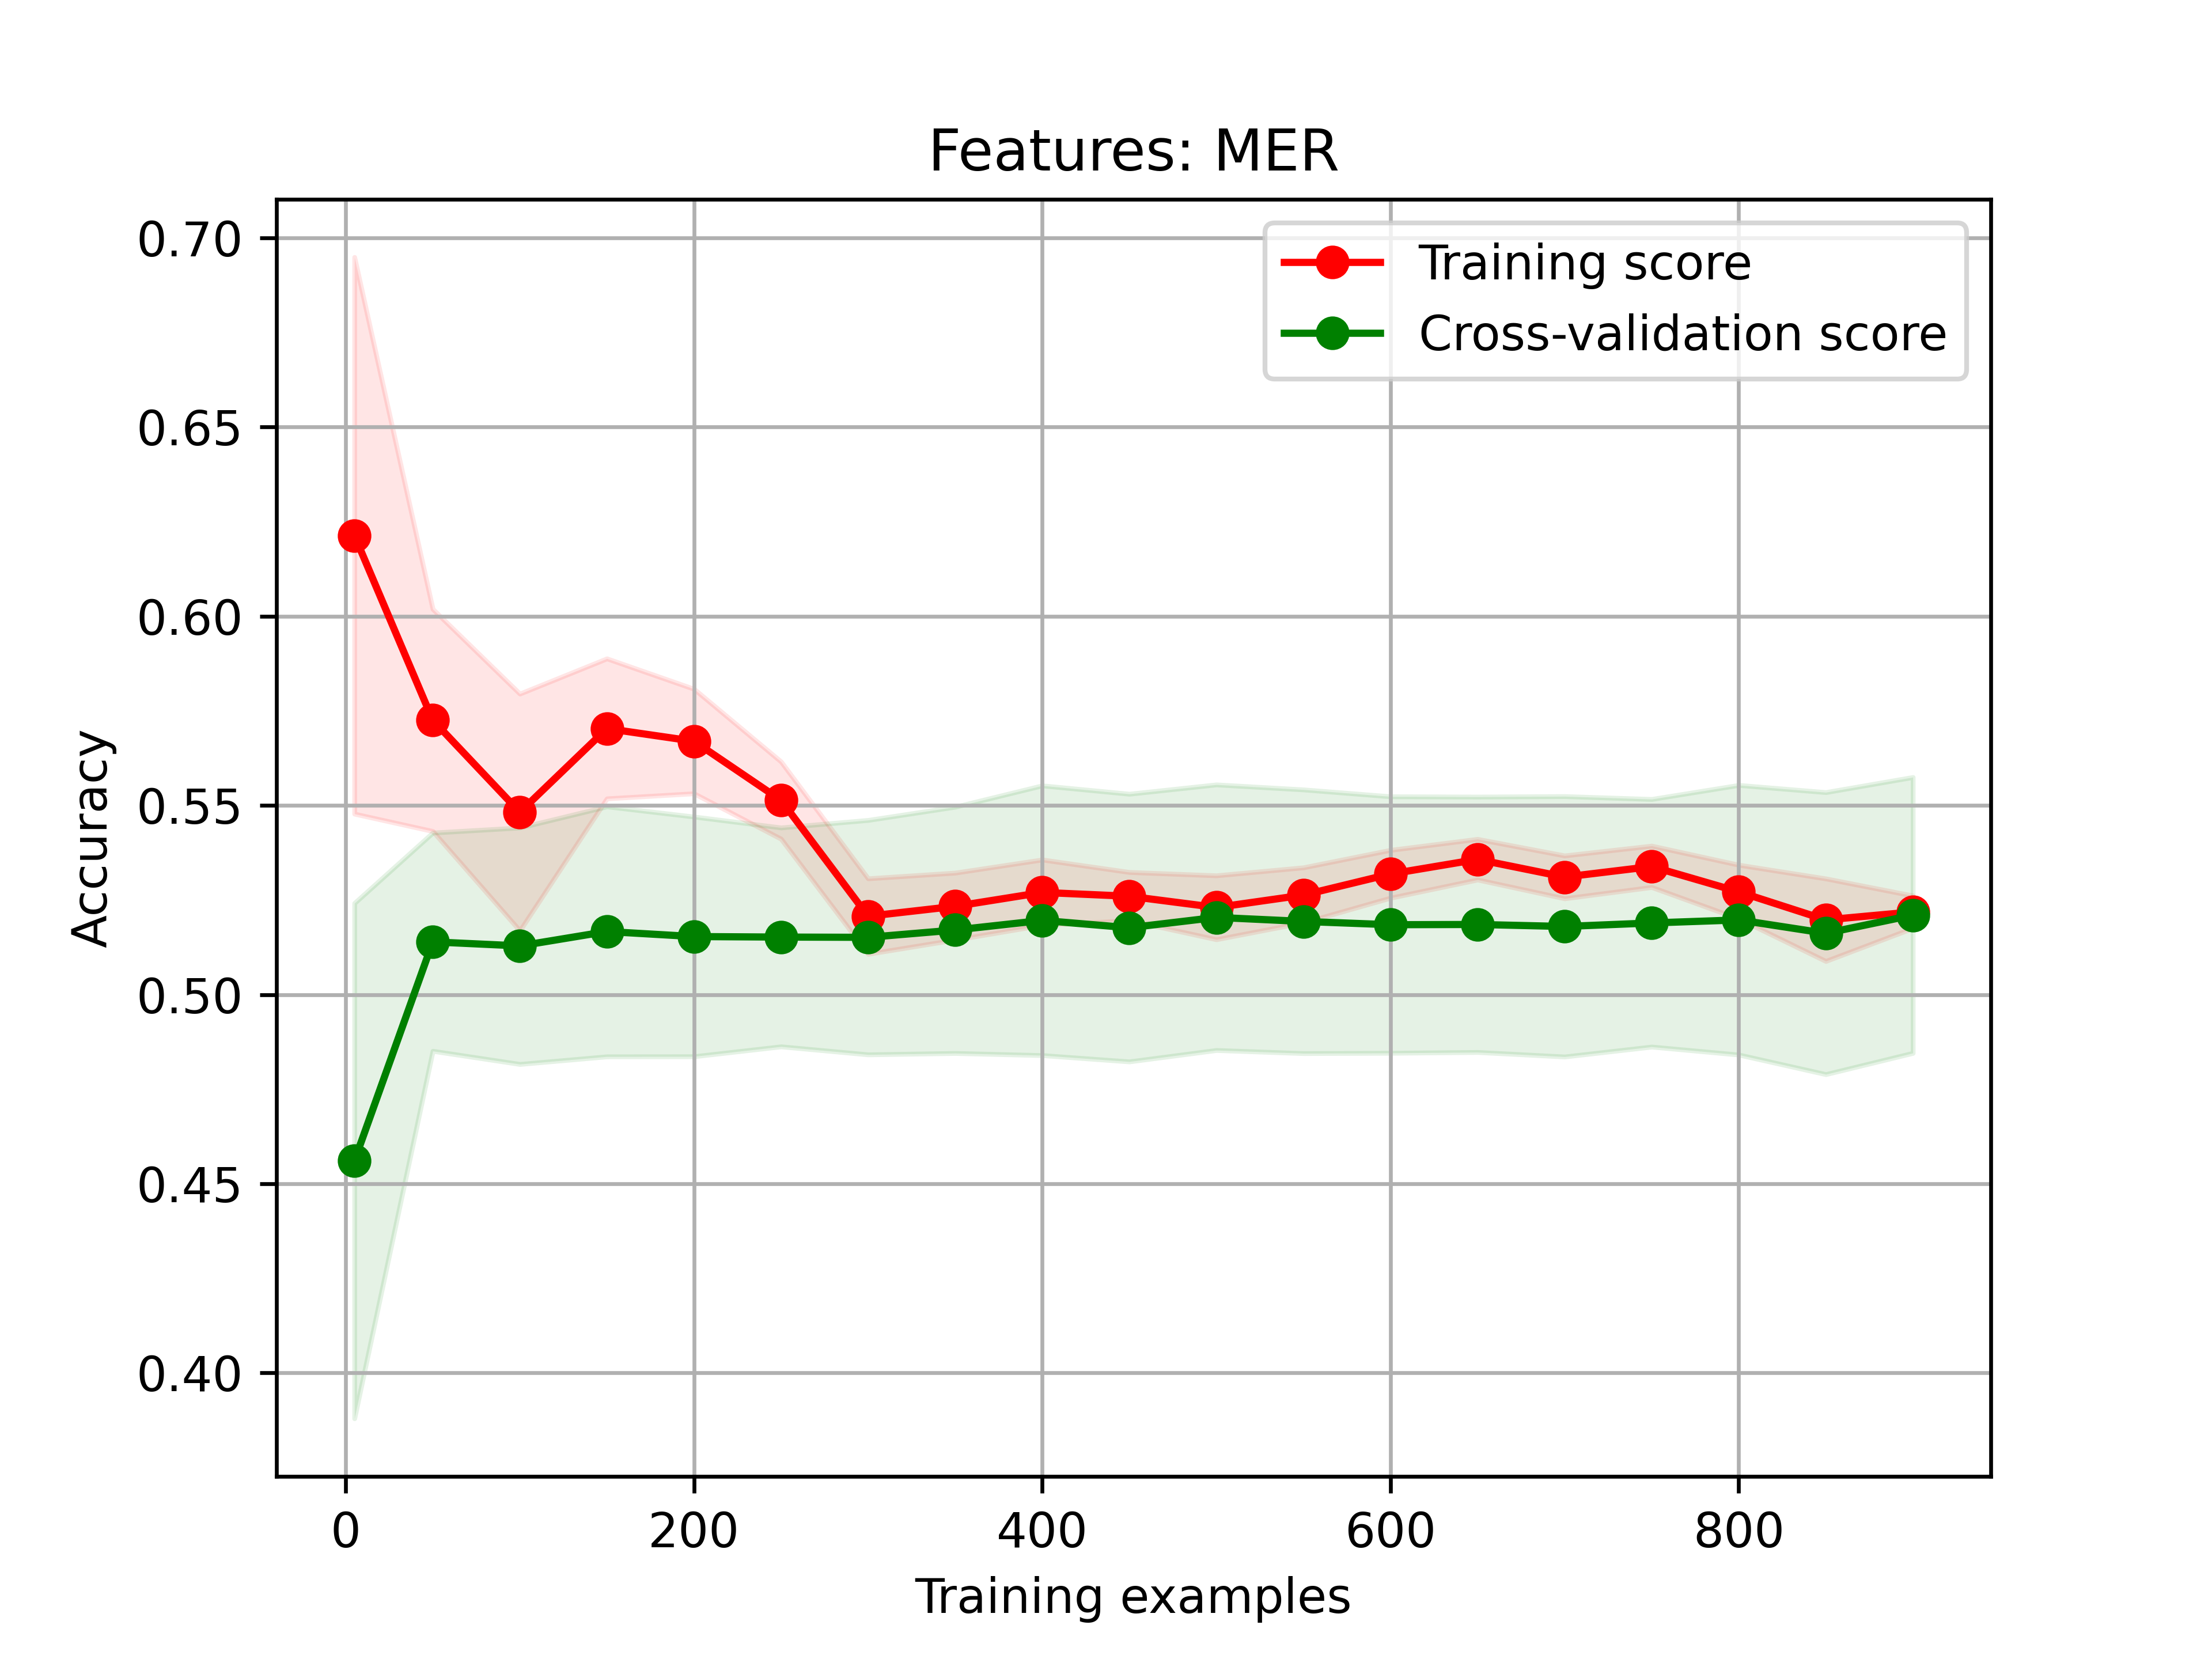 Features: MER
Training score
Cross-validation score
0.70
0.65
0.60
0.55
0.50
0.45
0.40
Accuracy
0 200 400 600 800
Training examples